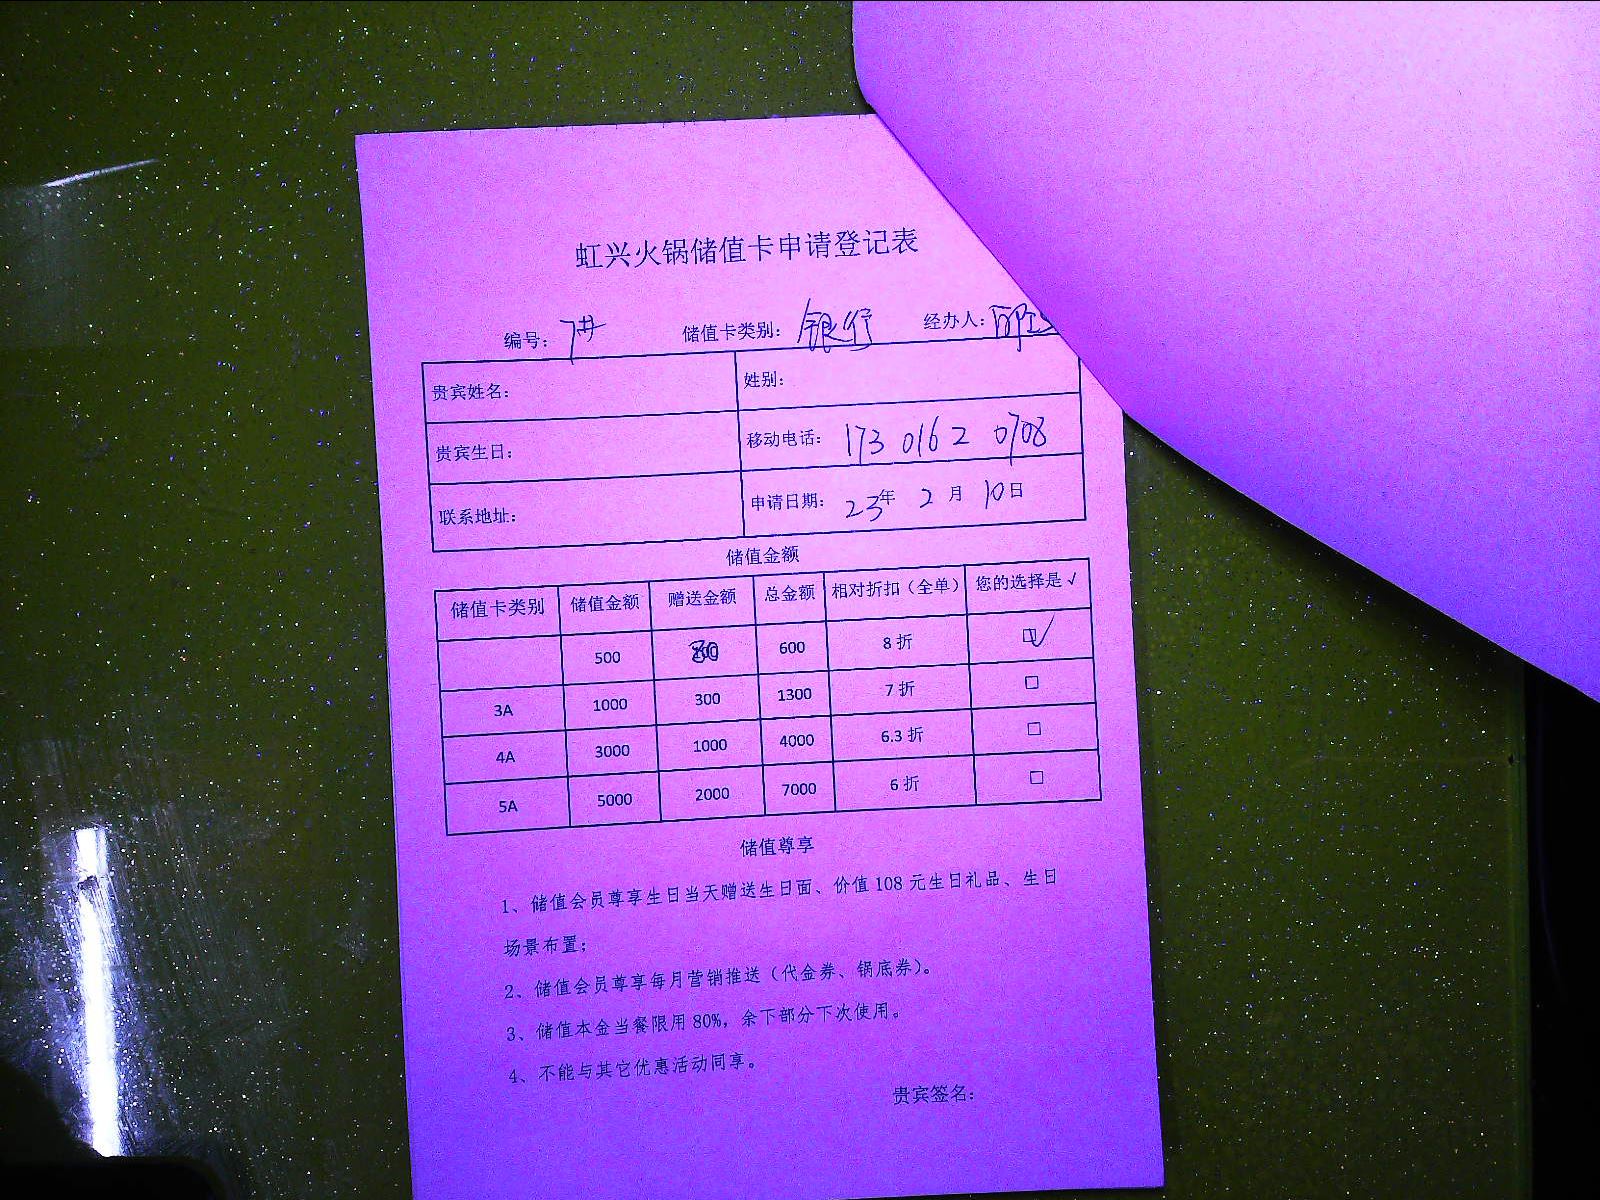 虹兴火锅储值卡申请登记表
编号：7# 储值卡类别：银行 经办人：
贵宾姓名： 姓别：
贵宾生日： 移动电话：173 0162 0708
联系地址： 申请日期：23年 2月 10日
储值金额
储值卡类别 储值金额 赠送金额 总金额 相对折扣（全单） 您的选择是√
500 600 8折 □√
3A 1000 300 1300 7折 □
4A 3000 1000 4000 6.3折 □
5A 5000 2000 7000 6折 □
储值尊享
1、储值会员尊享生日当天赠送生日面、价值108元生日礼品、生日
场景布置；
2、储值会员尊享每月营销推送（代金券、锅底券）。
3、储值本金当餐限用80%，余下部分下次使用。
4、不能与其它优惠活动同享。
贵宾签名：